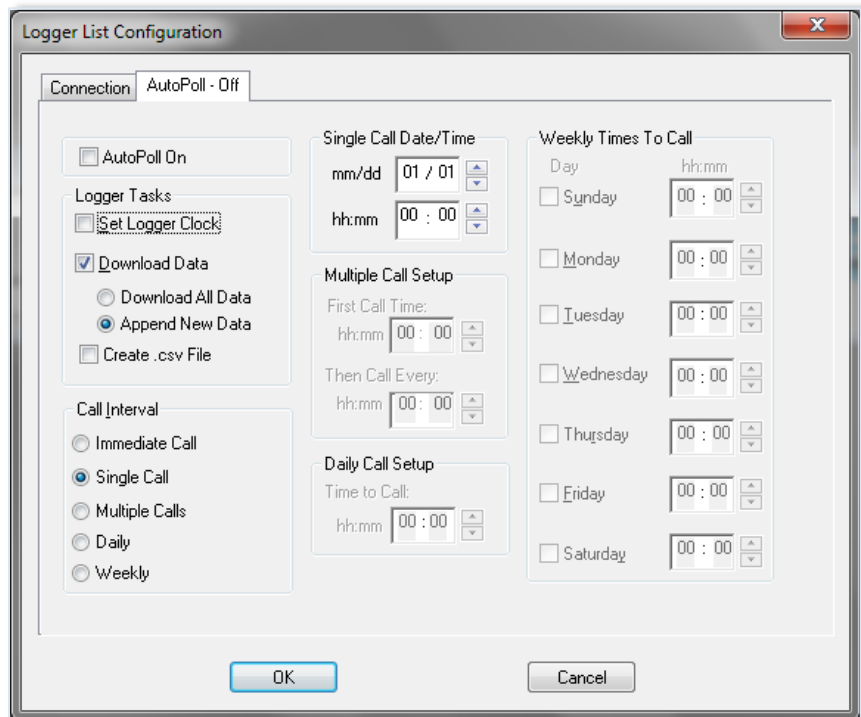 Logger List Configuration
Connection
AutoPoll - Off
AutoPoll On
Logger Tasks
Set Logger Clock
Download Data
Download All Data
Append New Data
Create .csv File
Call Interval
Immediate Call
Single Call
Multiple Calls
Daily
Weekly
Single Call Date/Time
mm/dd 01 / 01
hh:mm 00 : 00
Multiple Call Setup
First Call Time:
hh:mm 00 : 00
Then Call Every:
hh:mm 00 : 00
Daily Call Setup
Time to Call:
hh:mm 00 : 00
Weekly Times To Call
Day hh:mm
Sunday 00 : 00
Monday 00 : 00
Tuesday 00 : 00
Wednesday 00 : 00
Thursday 00 : 00
Friday 00 : 00
Saturday 00 : 00
OK
Cancel